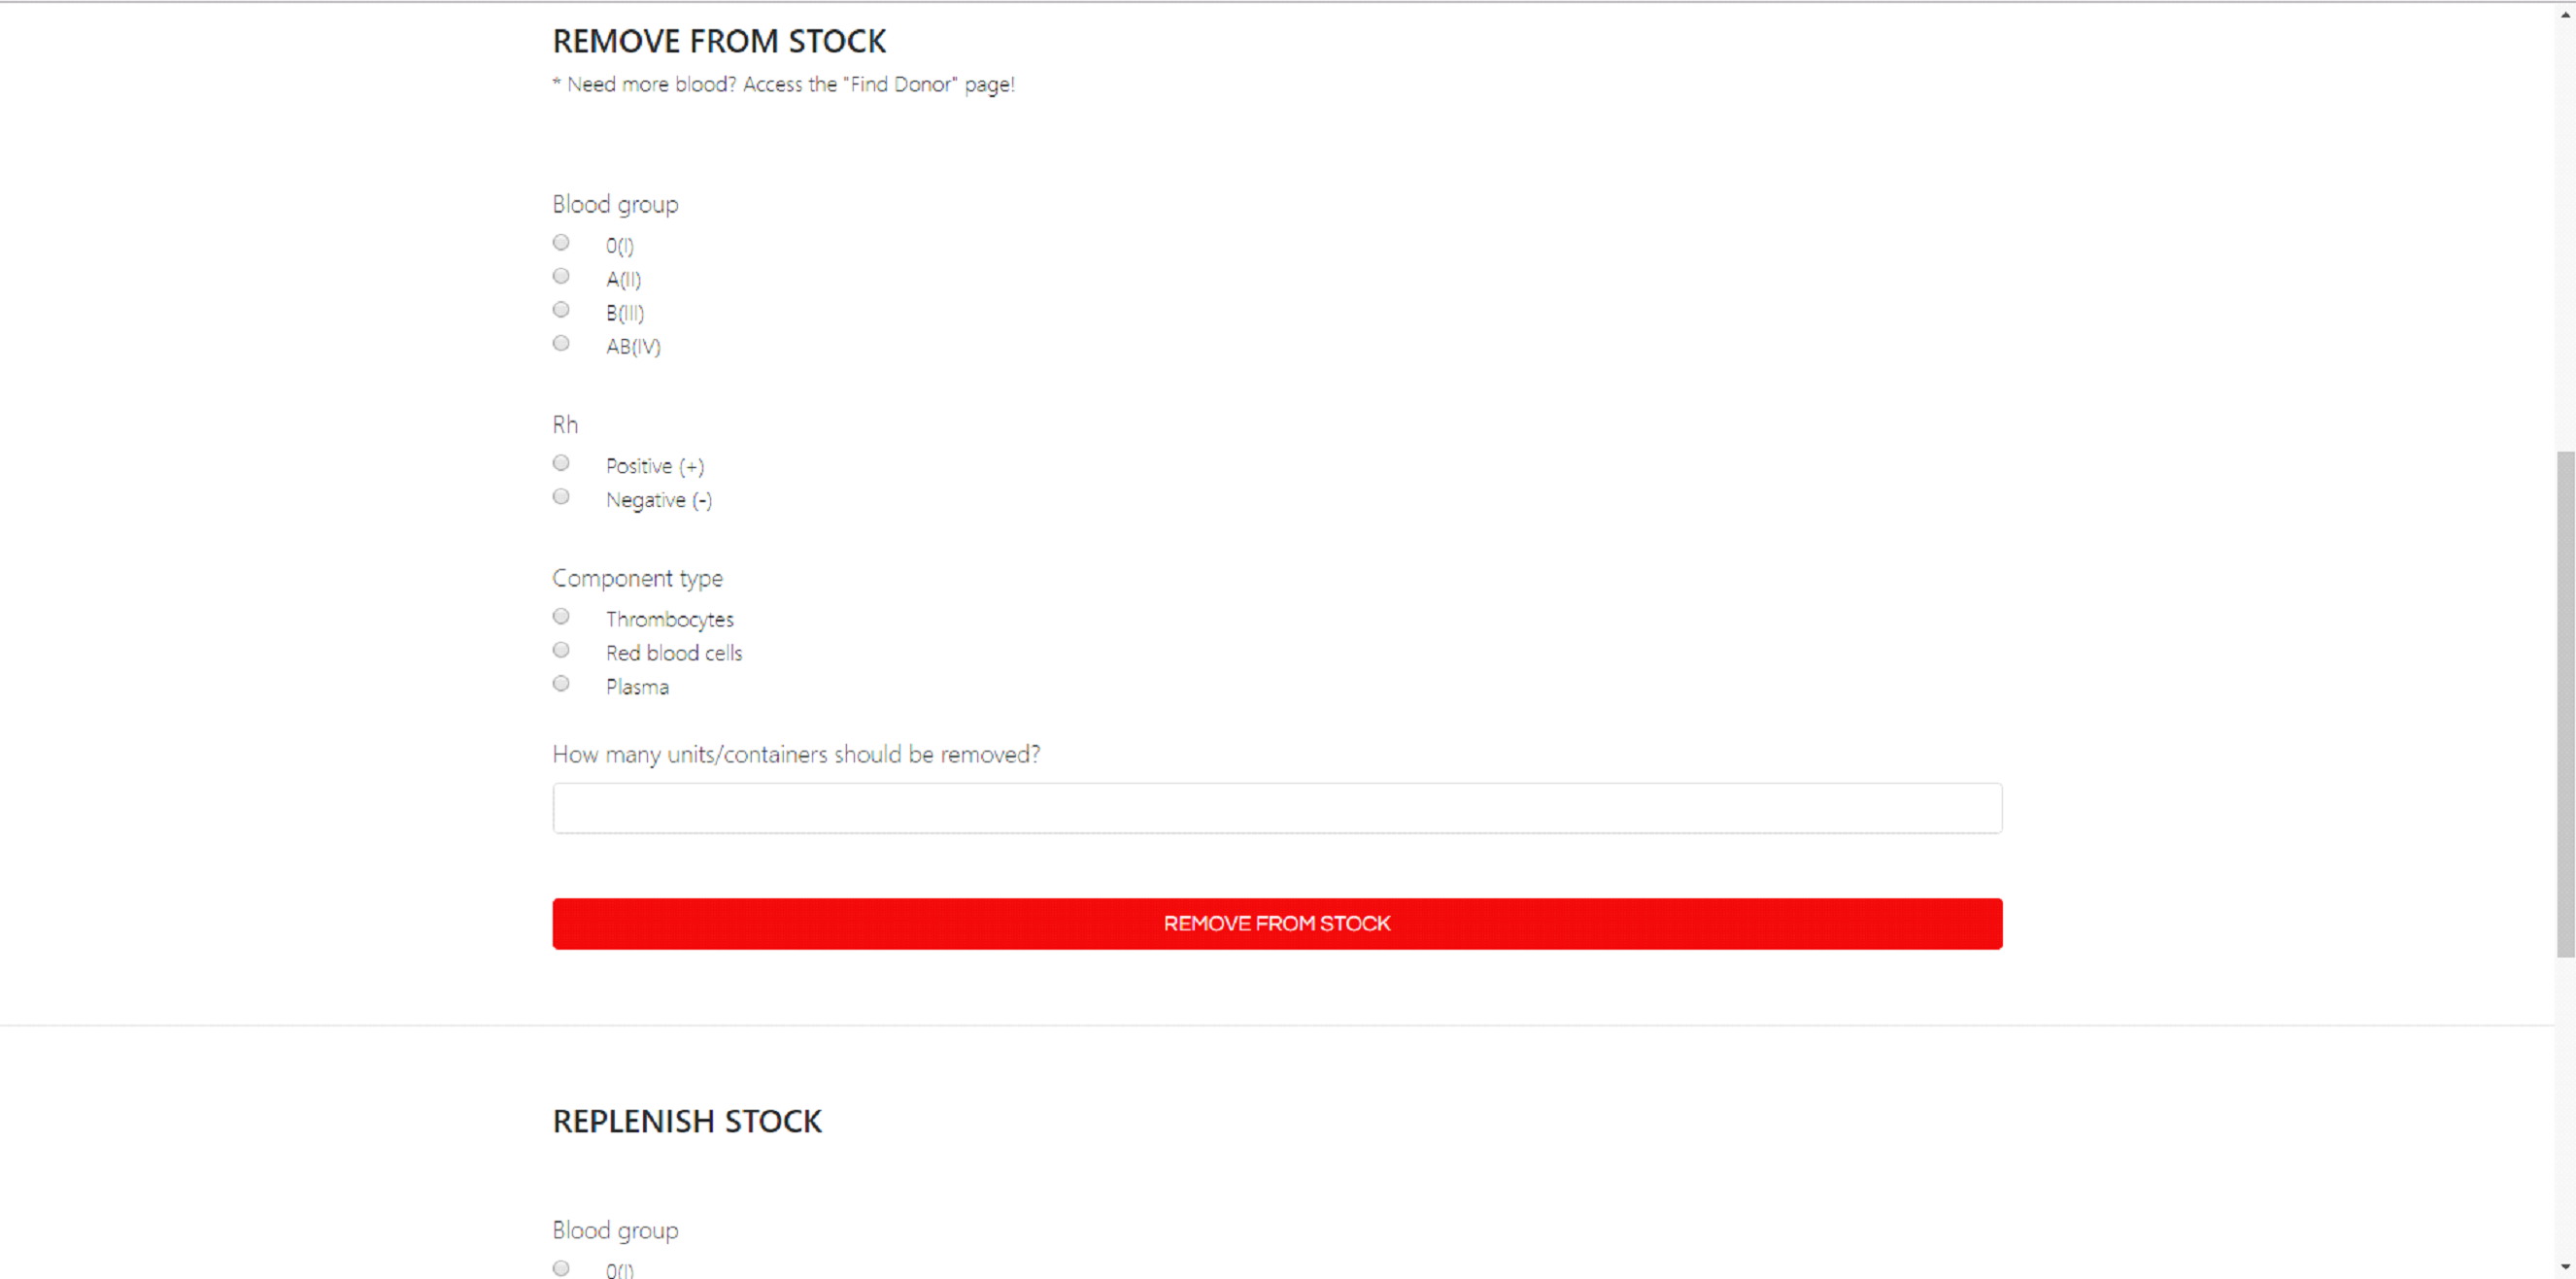 REMOVE FROM STOCK
* Need more blood? Access the "Find Donor" page!
Blood group
0(I)
A(II)
B(III)
AB(IV)
Rh
Positive (+)
Negative (-)
Component type
Thrombocytes
Red blood cells
Plasma
How many units/containers should be removed?
REMOVE FROM STOCK
REPLENISH STOCK
Blood group
0(I)